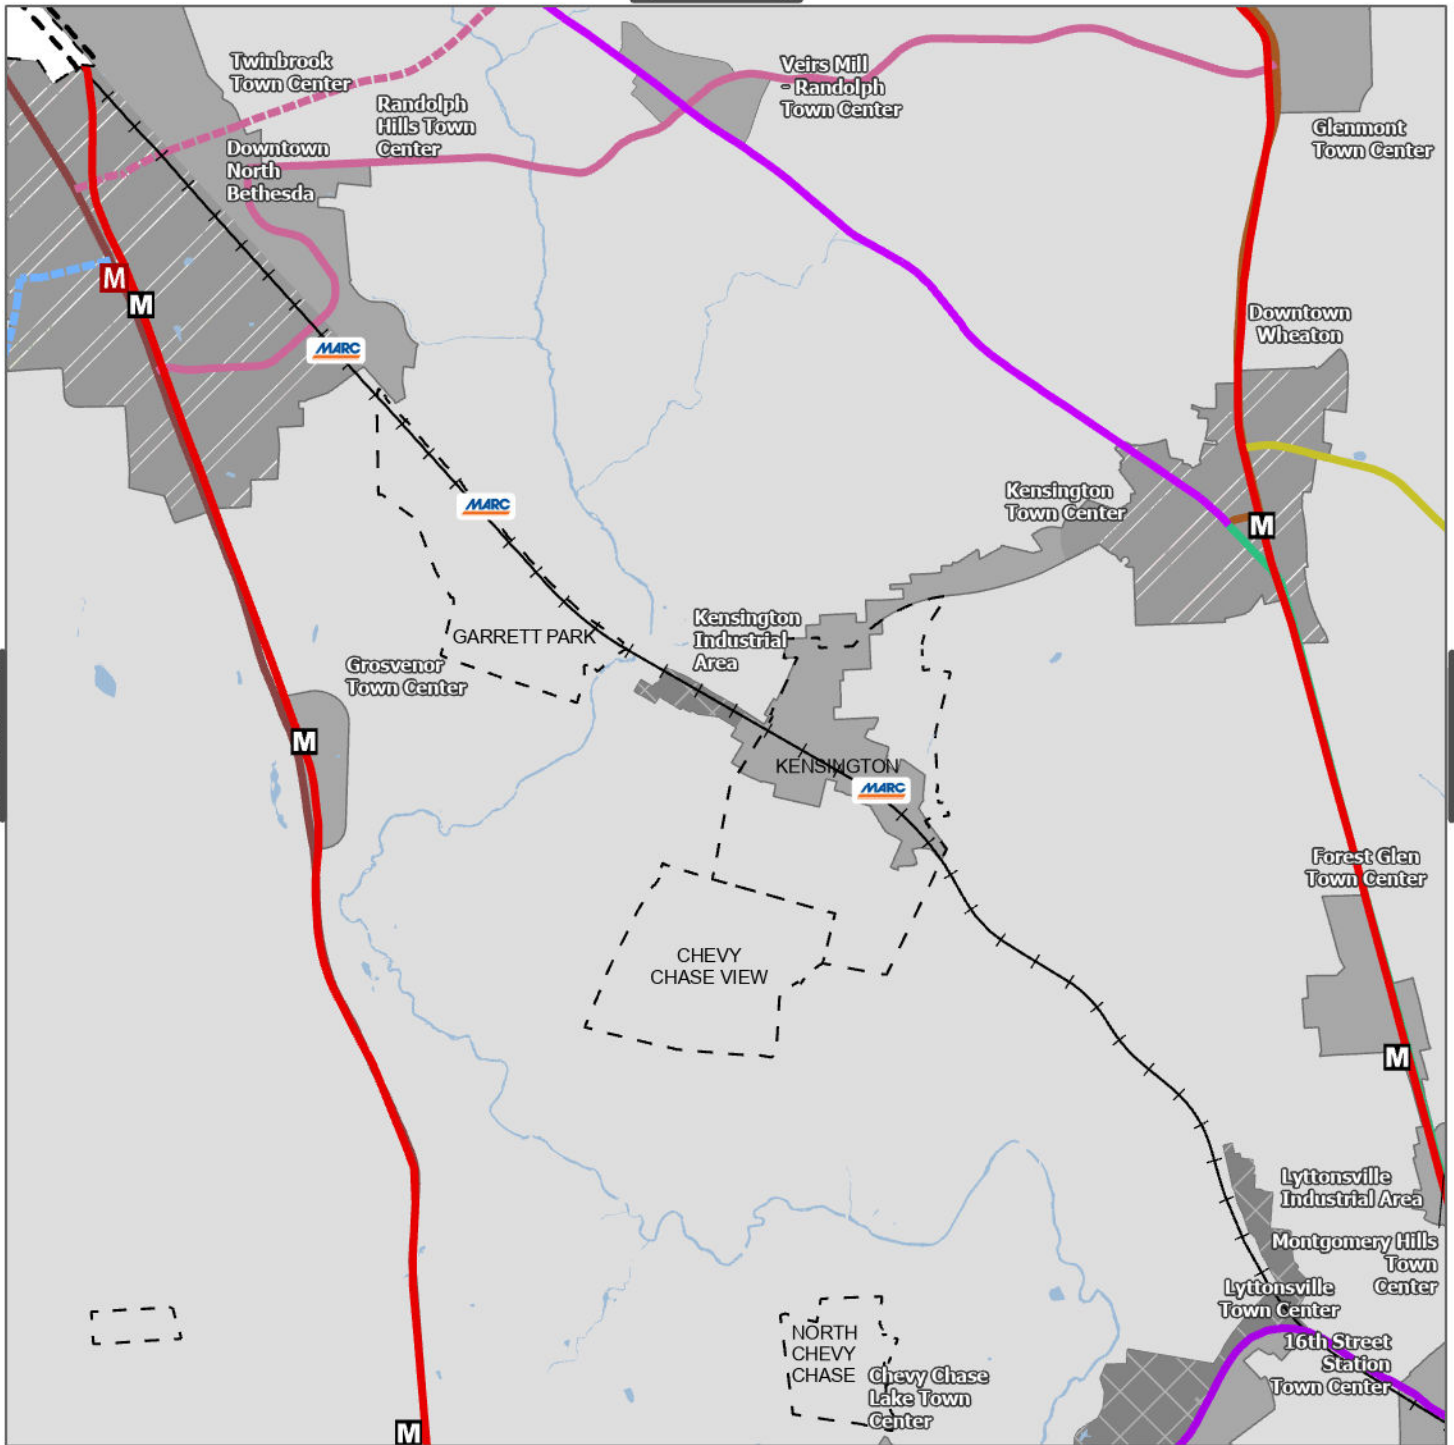 Twinbrook
Town Center
Randolph
Hills Town
Center
Veirs Mill
- Randolph
Town Center
Glenmont
Town Center
Downtown
North
Bethesda
M
M
MARC
Downtown
Wheaton
MARC
Kensington
Town Center
M
GARRETT PARK
Kensington
Industrial
Area
Grosvenor
Town Center
M
KENSINGTON
MARC
Forest Glen
Town Center
CHEVY
CHASE VIEW
M
Lyttonsville
Industrial Area
Montgomery Hills
Town
Center
Lyttonsville
Town Center
16th Street
Station
Town Center
NORTH
CHEVY
CHASE
Chevy Chase
Lake Town
Center
M